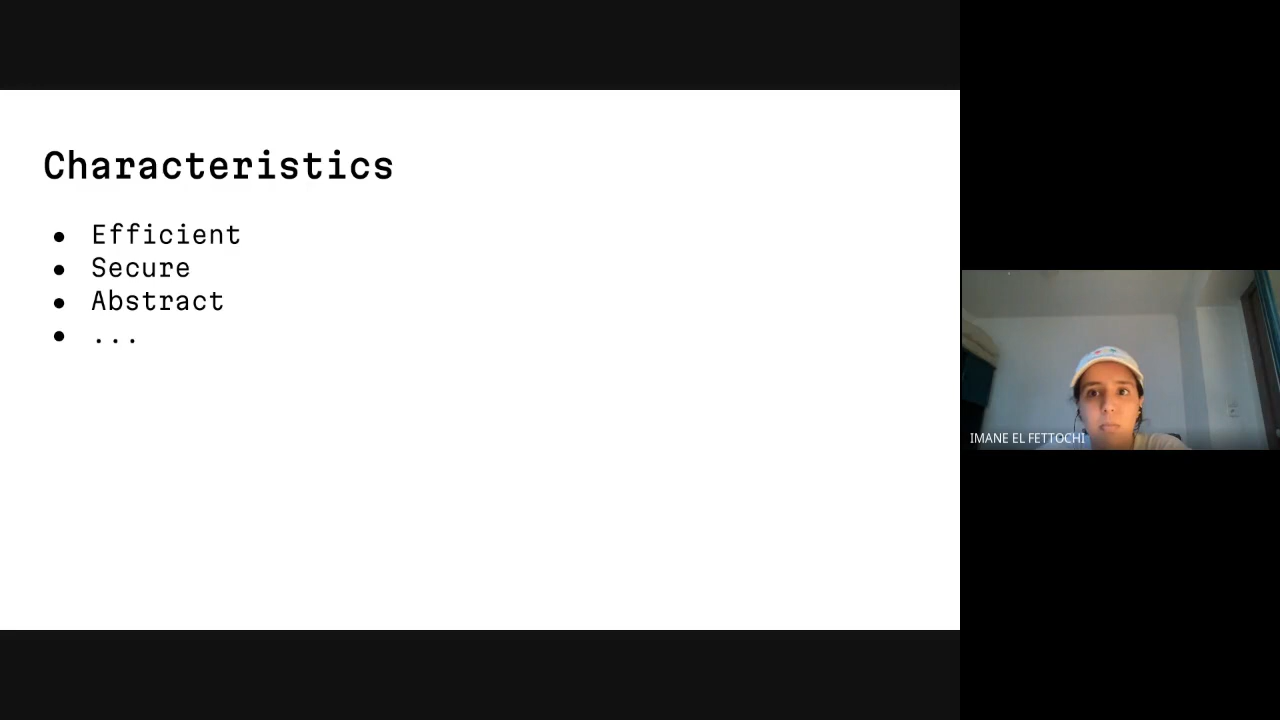 Characteristics
● Efficient
● Secure
● Abstract
● ...
IMANE EL FETTOCHI